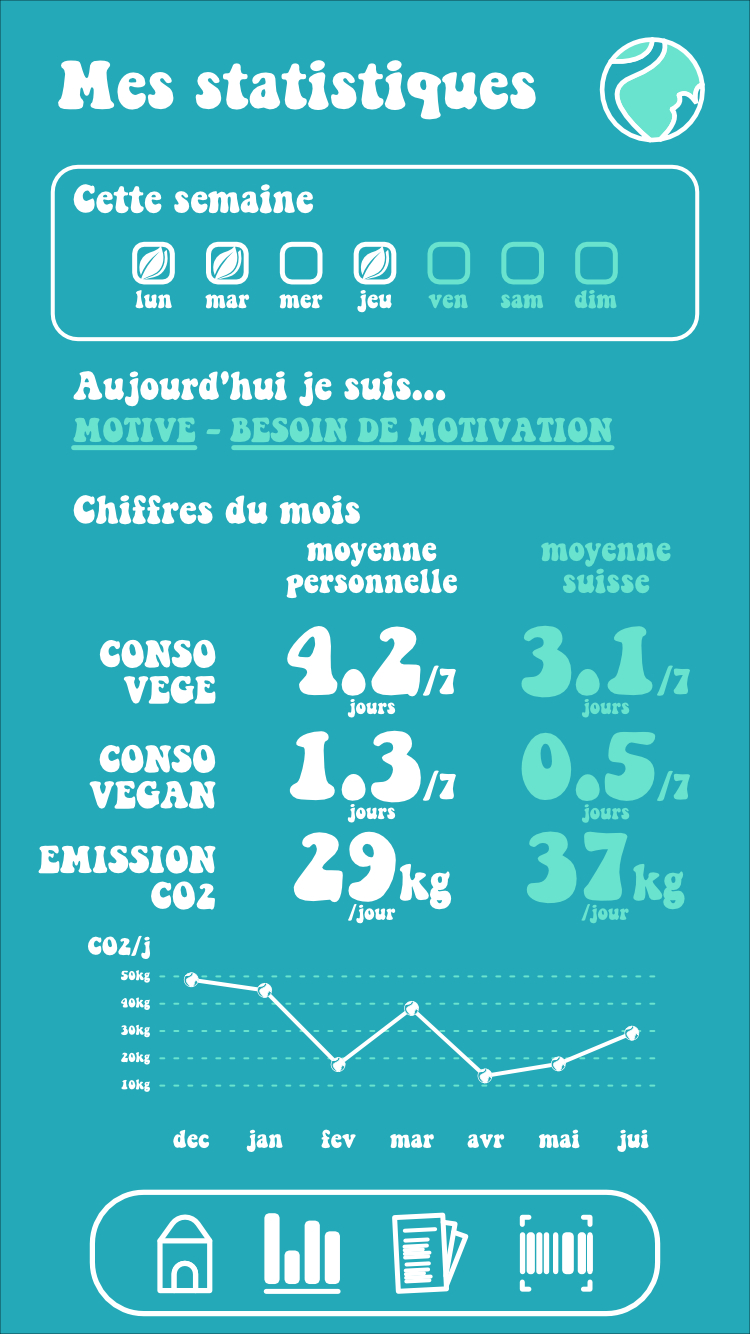 Mes statistiques
Cette semaine
lun mar mer jeu ven sam dim
Aujourd'hui je suis...
MOTIVE - BESOIN DE MOTIVATION
Chiffres du mois
moyenne personnelle
moyenne suisse
CONSO VEGE
4.2/7 jours
3.1/7 jours
CONSO VEGAN
1.3/7 jours
0.5/7 jours
EMISSION CO2
29kg /jour
37kg /jour
CO2/j
50kg
40kg
30kg
20kg
10kg
dec jan fev mar avr mai jui